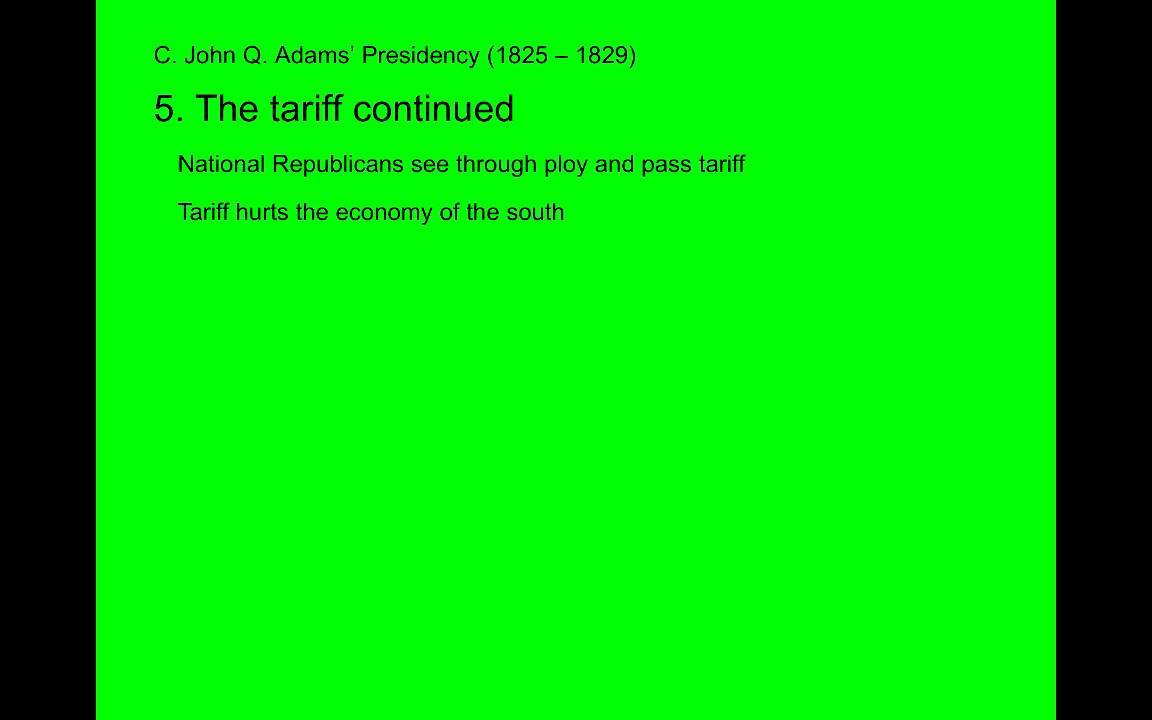 C. John Q. Adams’ Presidency (1825 – 1829)
5. The tariff continued
National Republicans see through ploy and pass tariff
Tariff hurts the economy of the south